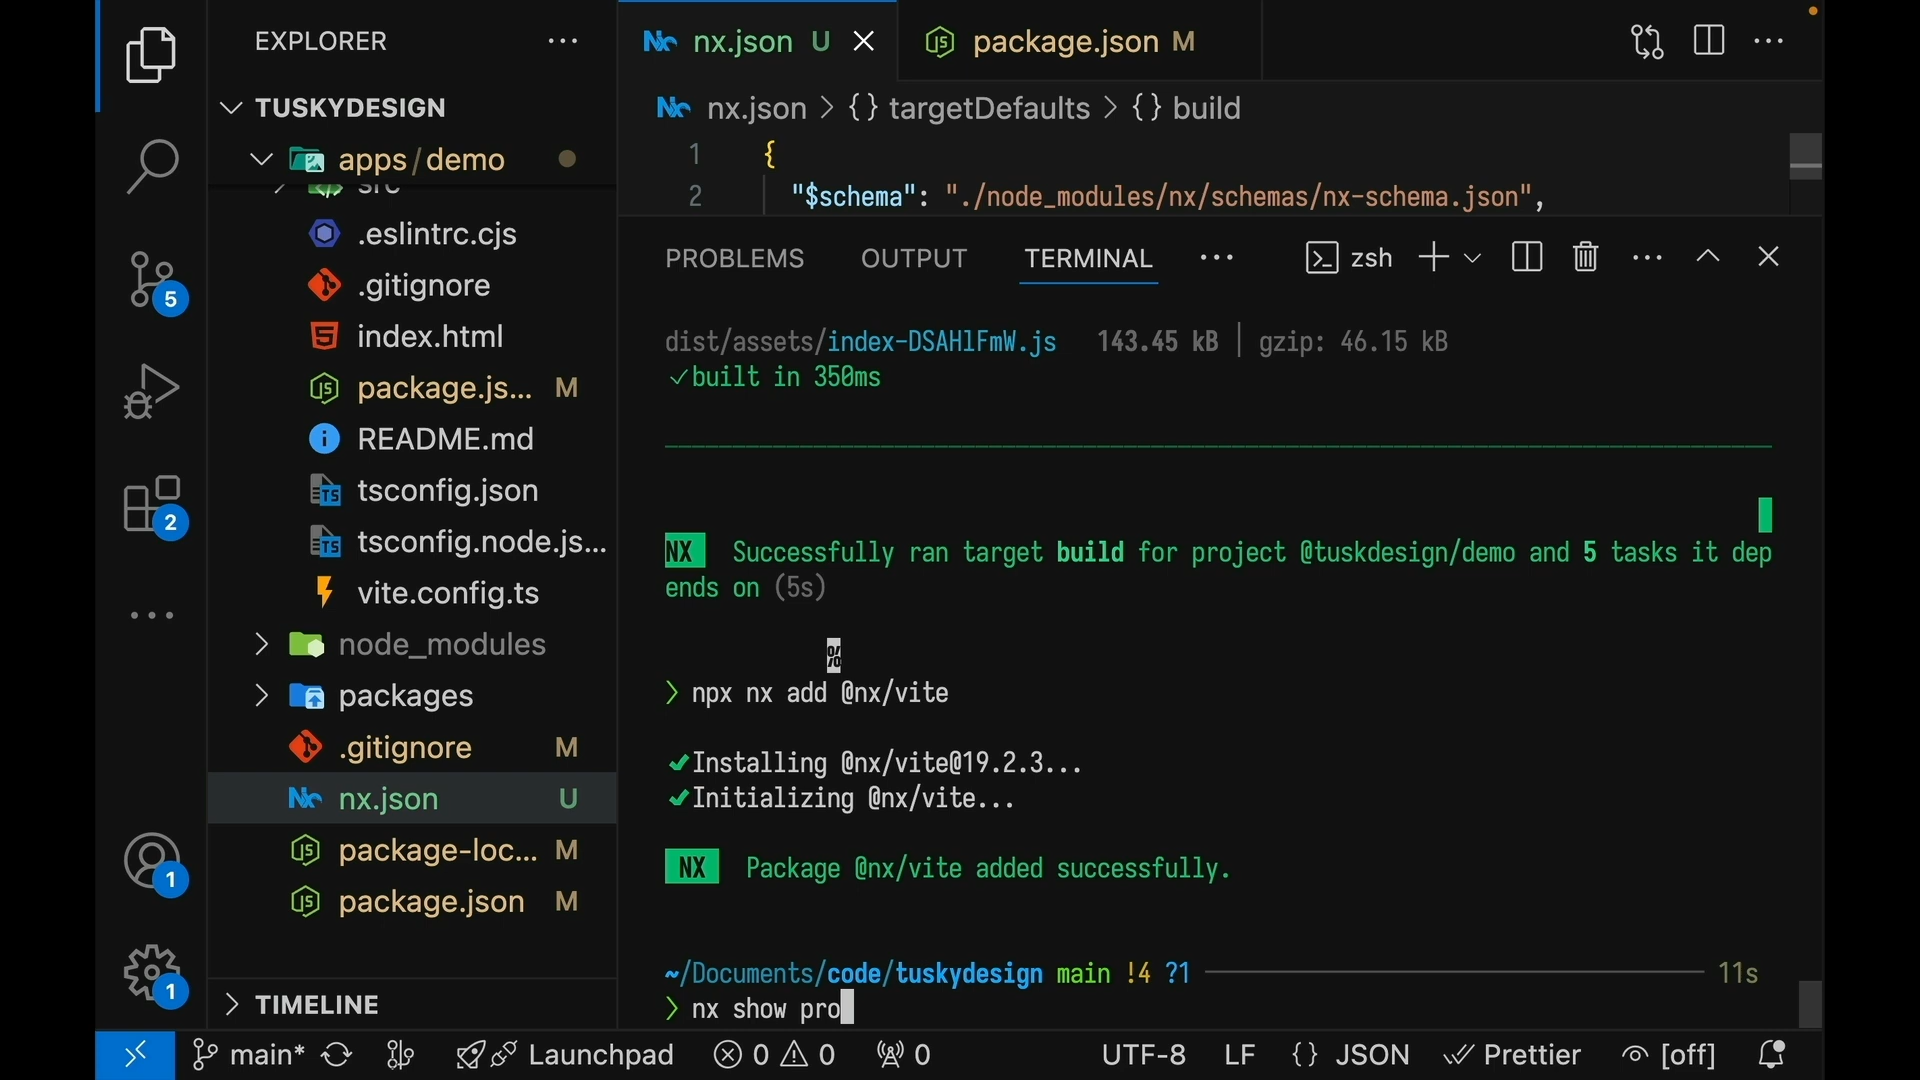 EXPLORER
TUSKYDESIGN
apps/demo
src
.eslintrc.cjs
.gitignore
index.html
package.js... M
README.md
tsconfig.json
tsconfig.node.js...
vite.config.ts
node_modules
packages
.gitignore M
nx.json U
package-loc... M
package.json M
TIMELINE
5
2
1
1
nx.json U
package.json M
nx.json > {} targetDefaults > {} build
1 {
2 "$schema": "./node_modules/nx/schemas/nx-schema.json",
PROBLEMS OUTPUT TERMINAL ... zsh
dist/assets/index-DSAHlFmW.js 143.45 kB │ gzip: 46.15 kB
✓built in 350ms
NX Successfully ran target build for project @tuskdesign/demo and 5 tasks it dep
ends on (5s)
%
❯ npx nx add @nx/vite
✔Installing @nx/vite@19.2.3...
✔Initializing @nx/vite...
NX Package @nx/vite added successfully.
~/Documents/code/tuskydesign main !4 ?1 11s
❯ nx show pro
main* Launchpad 0 0 0 UTF-8 LF {} JSON Prettier [off]